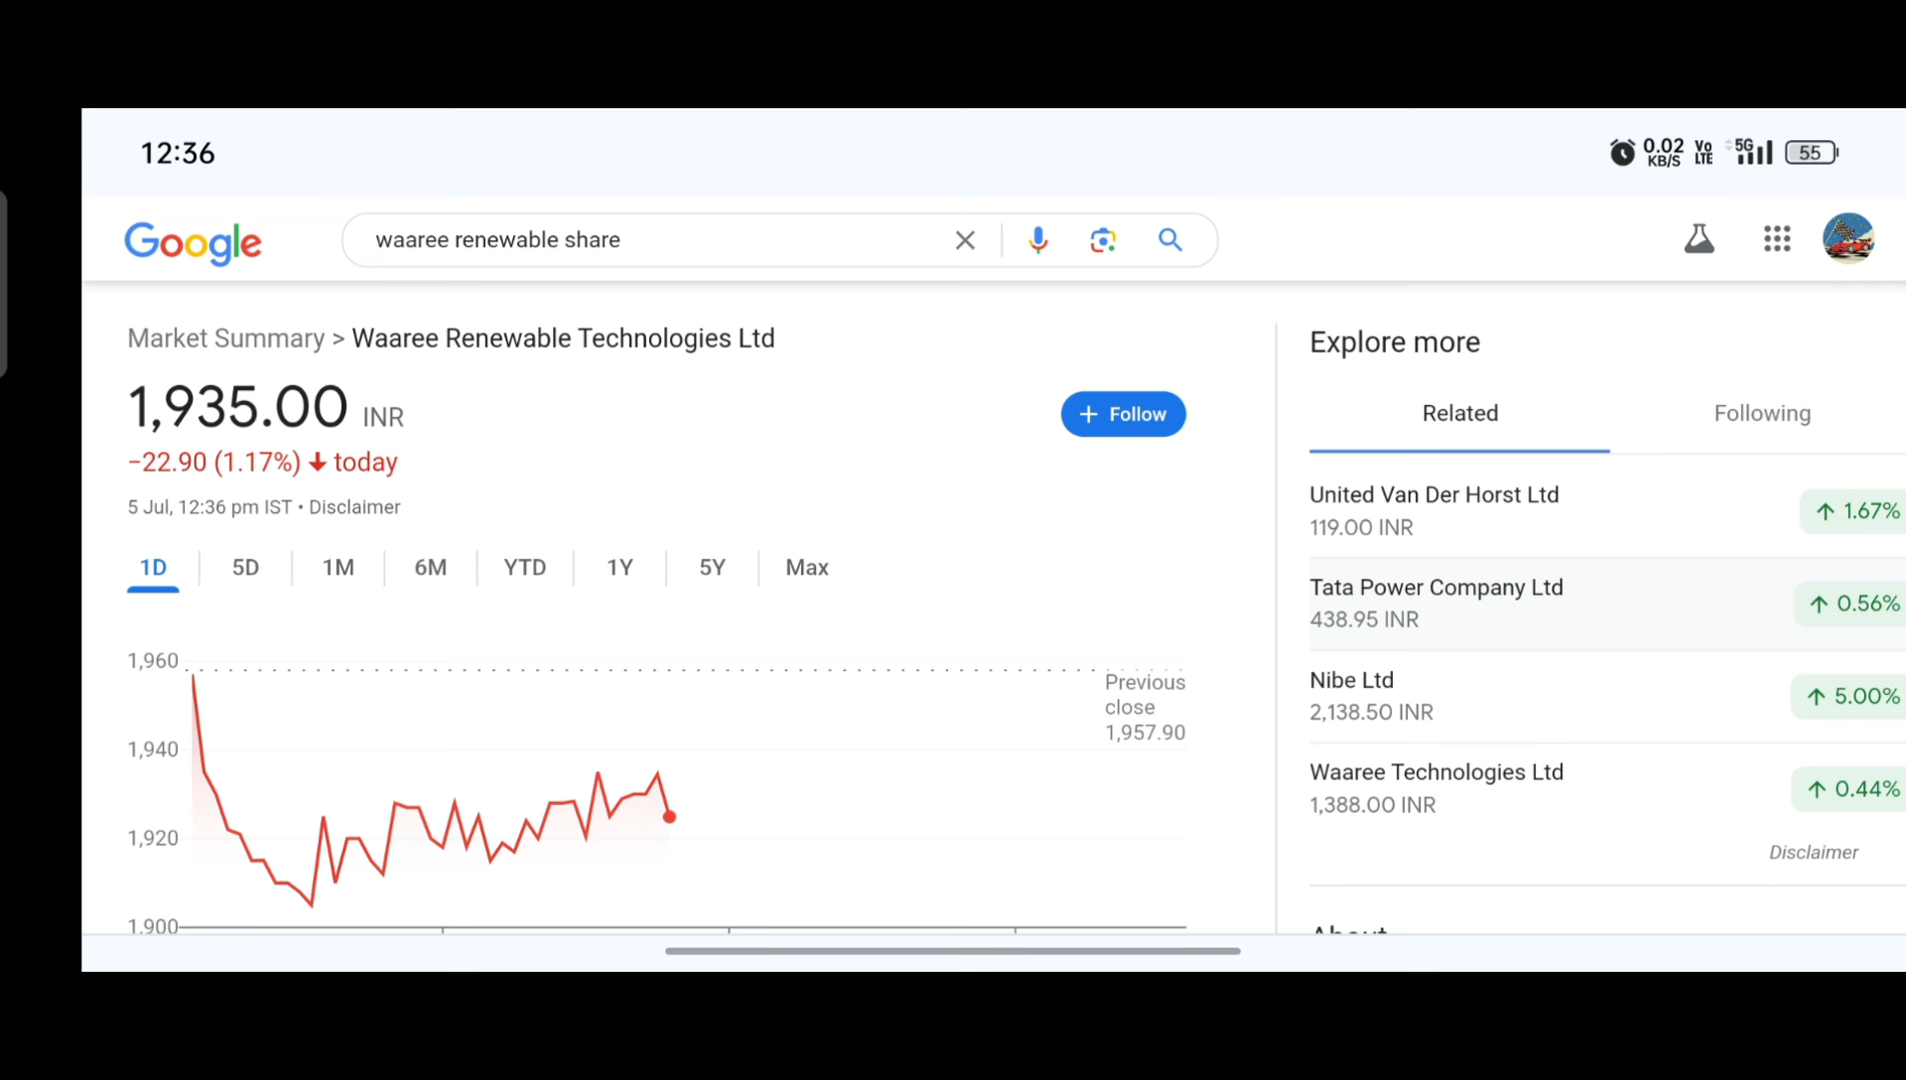 12:36
0.02 KB/S Vo LTE 5G 55
Google
waaree renewable share
Market Summary > Waaree Renewable Technologies Ltd
1,935.00 INR
+ Follow
−22.90 (1.17%) ↓ today
5 Jul, 12:36 pm IST • Disclaimer
1D 5D 1M 6M YTD 1Y 5Y Max
1,960
1,940
1,920
1,900
Previous
close
1,957.90
Explore more
Related Following
United Van Der Horst Ltd
119.00 INR
↑ 1.67%
Tata Power Company Ltd
438.95 INR
↑ 0.56%
Nibe Ltd
2,138.50 INR
↑ 5.00%
Waaree Technologies Ltd
1,388.00 INR
↑ 0.44%
Disclaimer
About